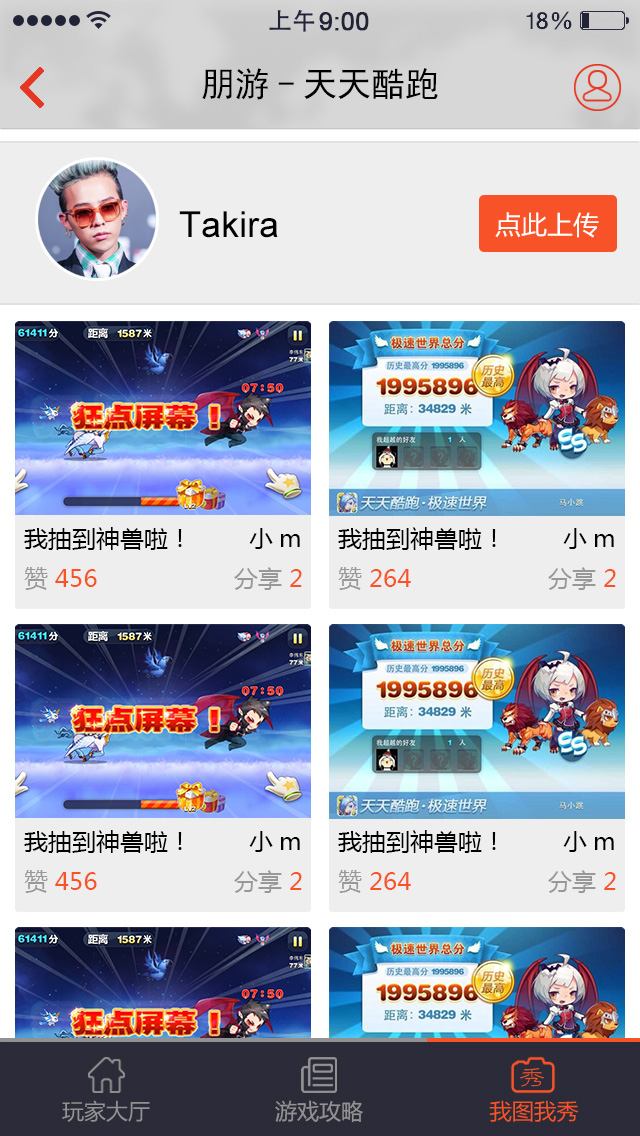 上午9:00
18%
朋游 – 天天酷跑
Takira
点此上传
61411分 距离 1587米
77米
07:50
狂点屏幕！
极速世界总分
历史最高分 1995896
1995896
历史最高
距离：34829 米
我超越的好友 1 人
天天酷跑·极速世界
马小跳
我抽到神兽啦！ 小 m
赞 456 分享 2
我抽到神兽啦！ 小 m
赞 264 分享 2
61411分 距离 1587米
77米
07:50
狂点屏幕！
极速世界总分
历史最高分 1995896
1995896
历史最高
距离：34829 米
我超越的好友 1 人
天天酷跑·极速世界
马小跳
我抽到神兽啦！ 小 m
赞 456 分享 2
我抽到神兽啦！ 小 m
赞 264 分享 2
61411分 距离 1587米
77米
07:50
狂点屏幕！
极速世界总分
历史最高分 1995896
1995896
历史最高
距离：34829 米
玩家大厅
游戏攻略
秀
我图我秀